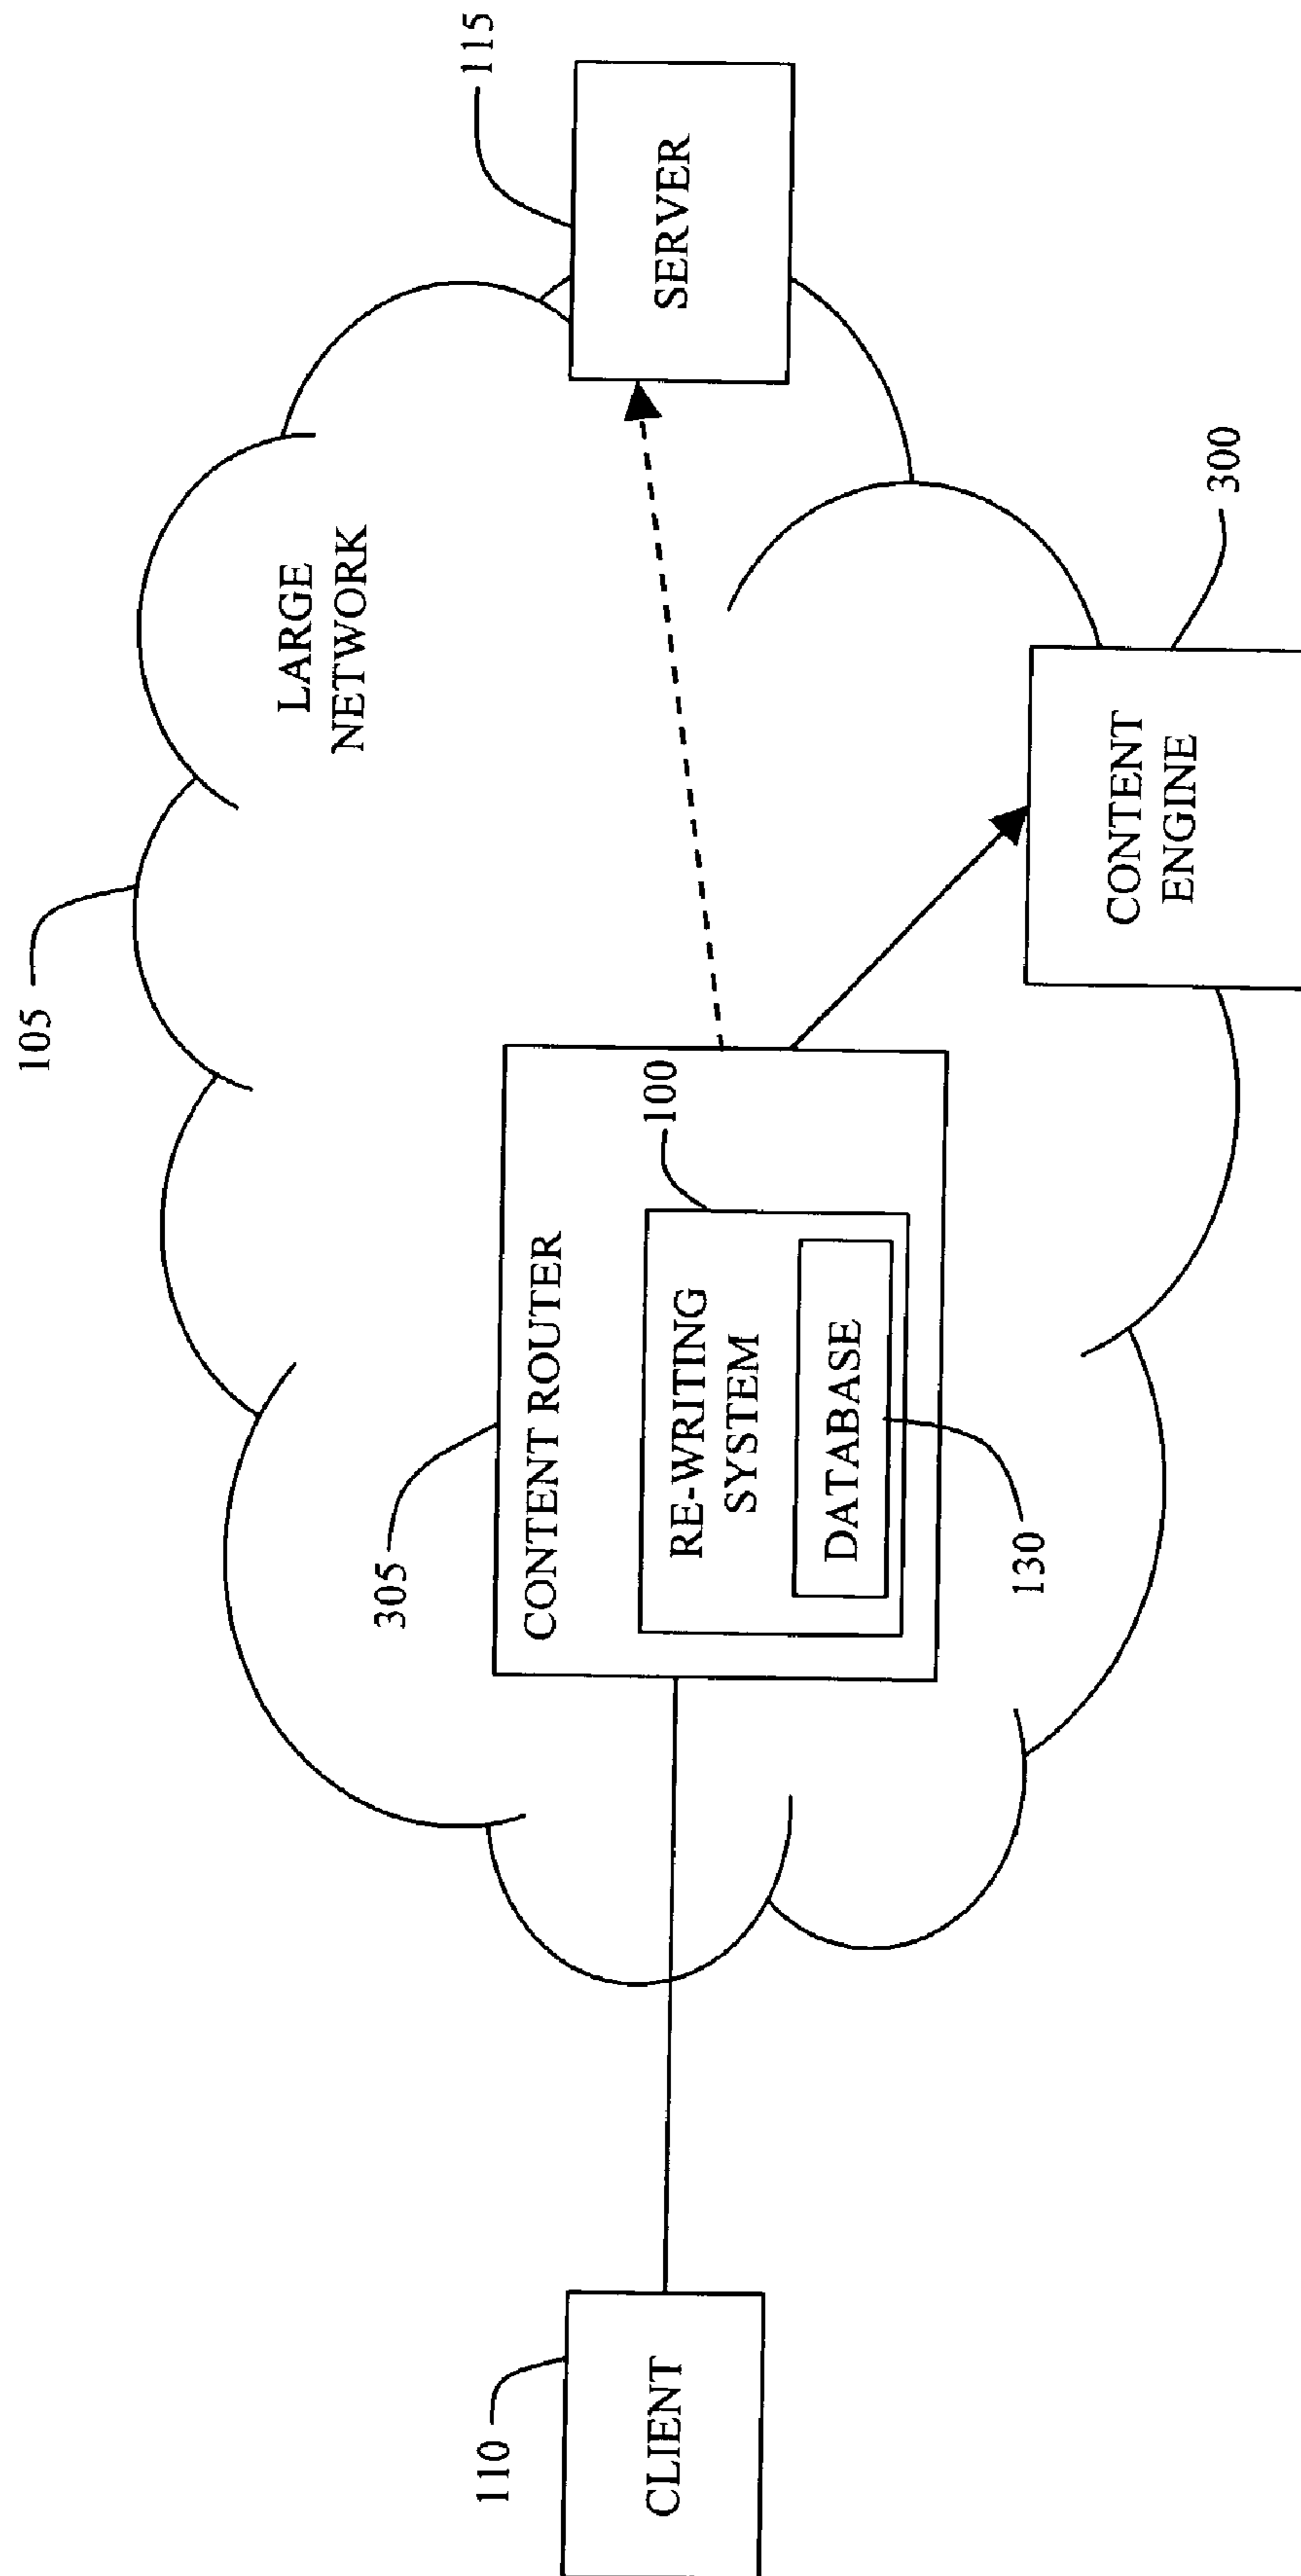 105
LARGE
NETWORK
115
SERVER
305
CONTENT ROUTER
100
RE-WRITING
SYSTEM
DATABASE
130
110
CLIENT
CONTENT
ENGINE
300